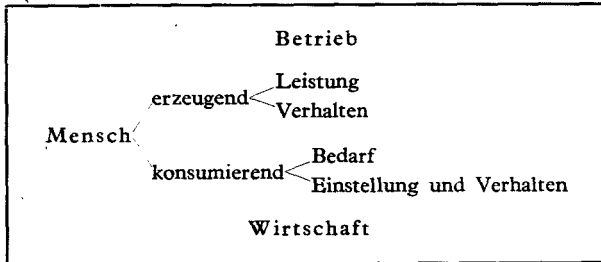 Betrieb
Leistung
erzeugend
Verhalten
Mensch
Bedarf
konsumierend
Einstellung und Verhalten
Wirtschaft